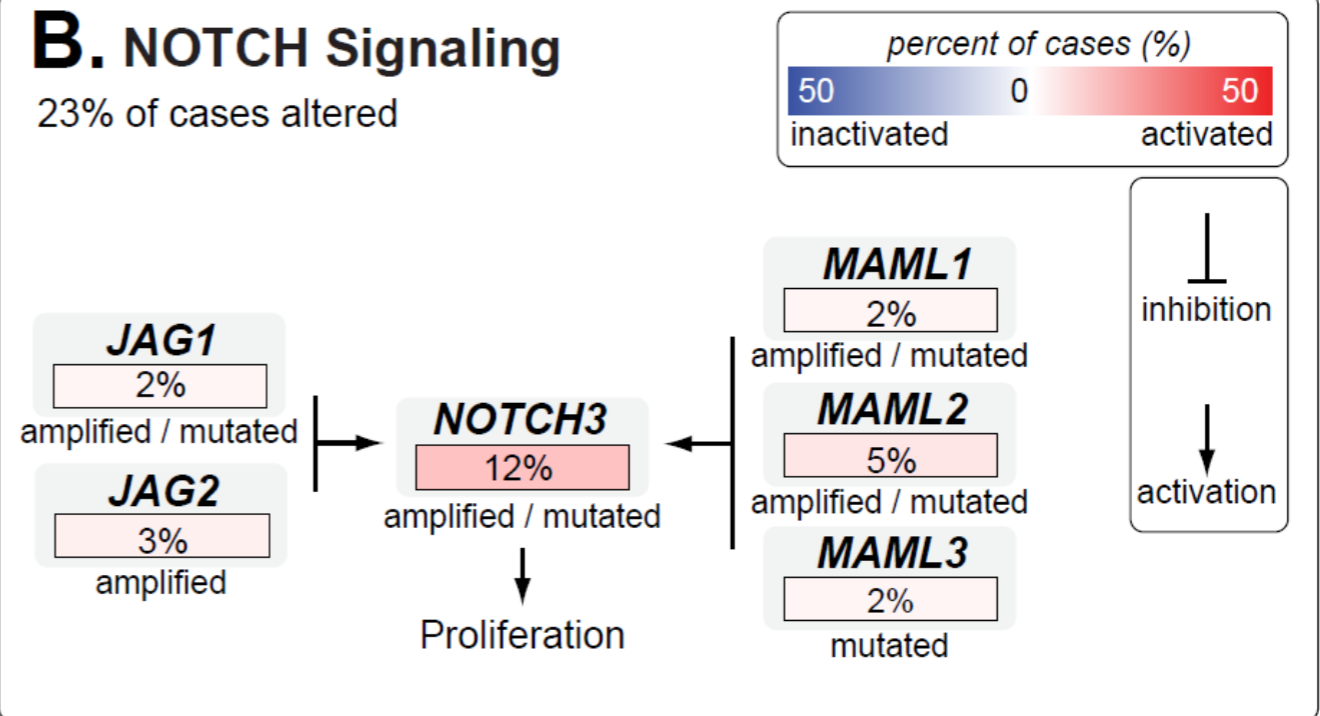 B. NOTCH Signaling
23% of cases altered
percent of cases (%)
50 0 50
inactivated activated
inhibition
activation
JAG1
2%
amplified / mutated
JAG2
3%
amplified
NOTCH3
12%
amplified / mutated
Proliferation
MAML1
2%
amplified / mutated
MAML2
5%
amplified / mutated
MAML3
2%
mutated